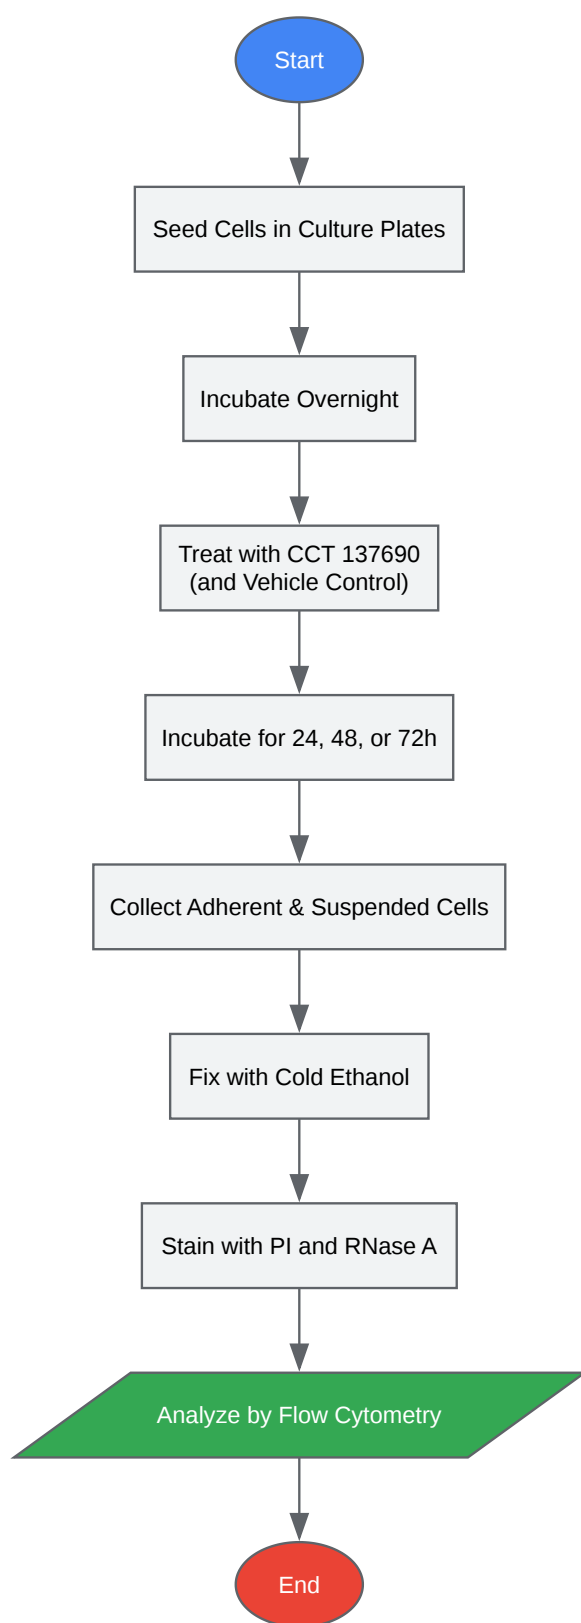 Start
Seed Cells in Culture Plates
Incubate Overnight
Treat with CCT 137690
(and Vehicle Control)
Incubate for 24, 48, or 72h
Collect Adherent & Suspended Cells
Fix with Cold Ethanol
Stain with PI and RNase A
Analyze by Flow Cytometry
End